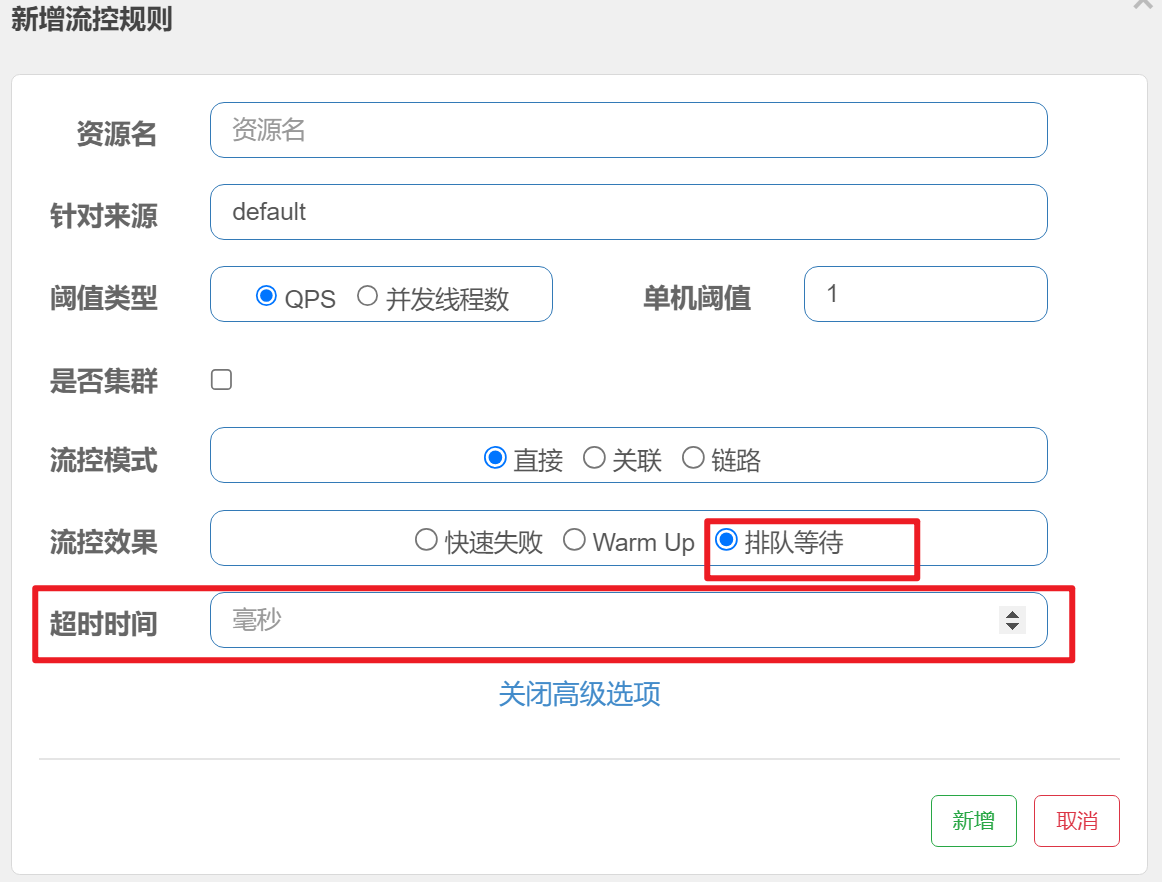 新增流控规则
资源名 资源名
针对来源 default
阈值类型 QPS 并发线程数 单机阈值 1
是否集群
流控模式 直接 关联 链路
流控效果 快速失败 Warm Up 排队等待
超时时间 毫秒
关闭高级选项
新增 取消